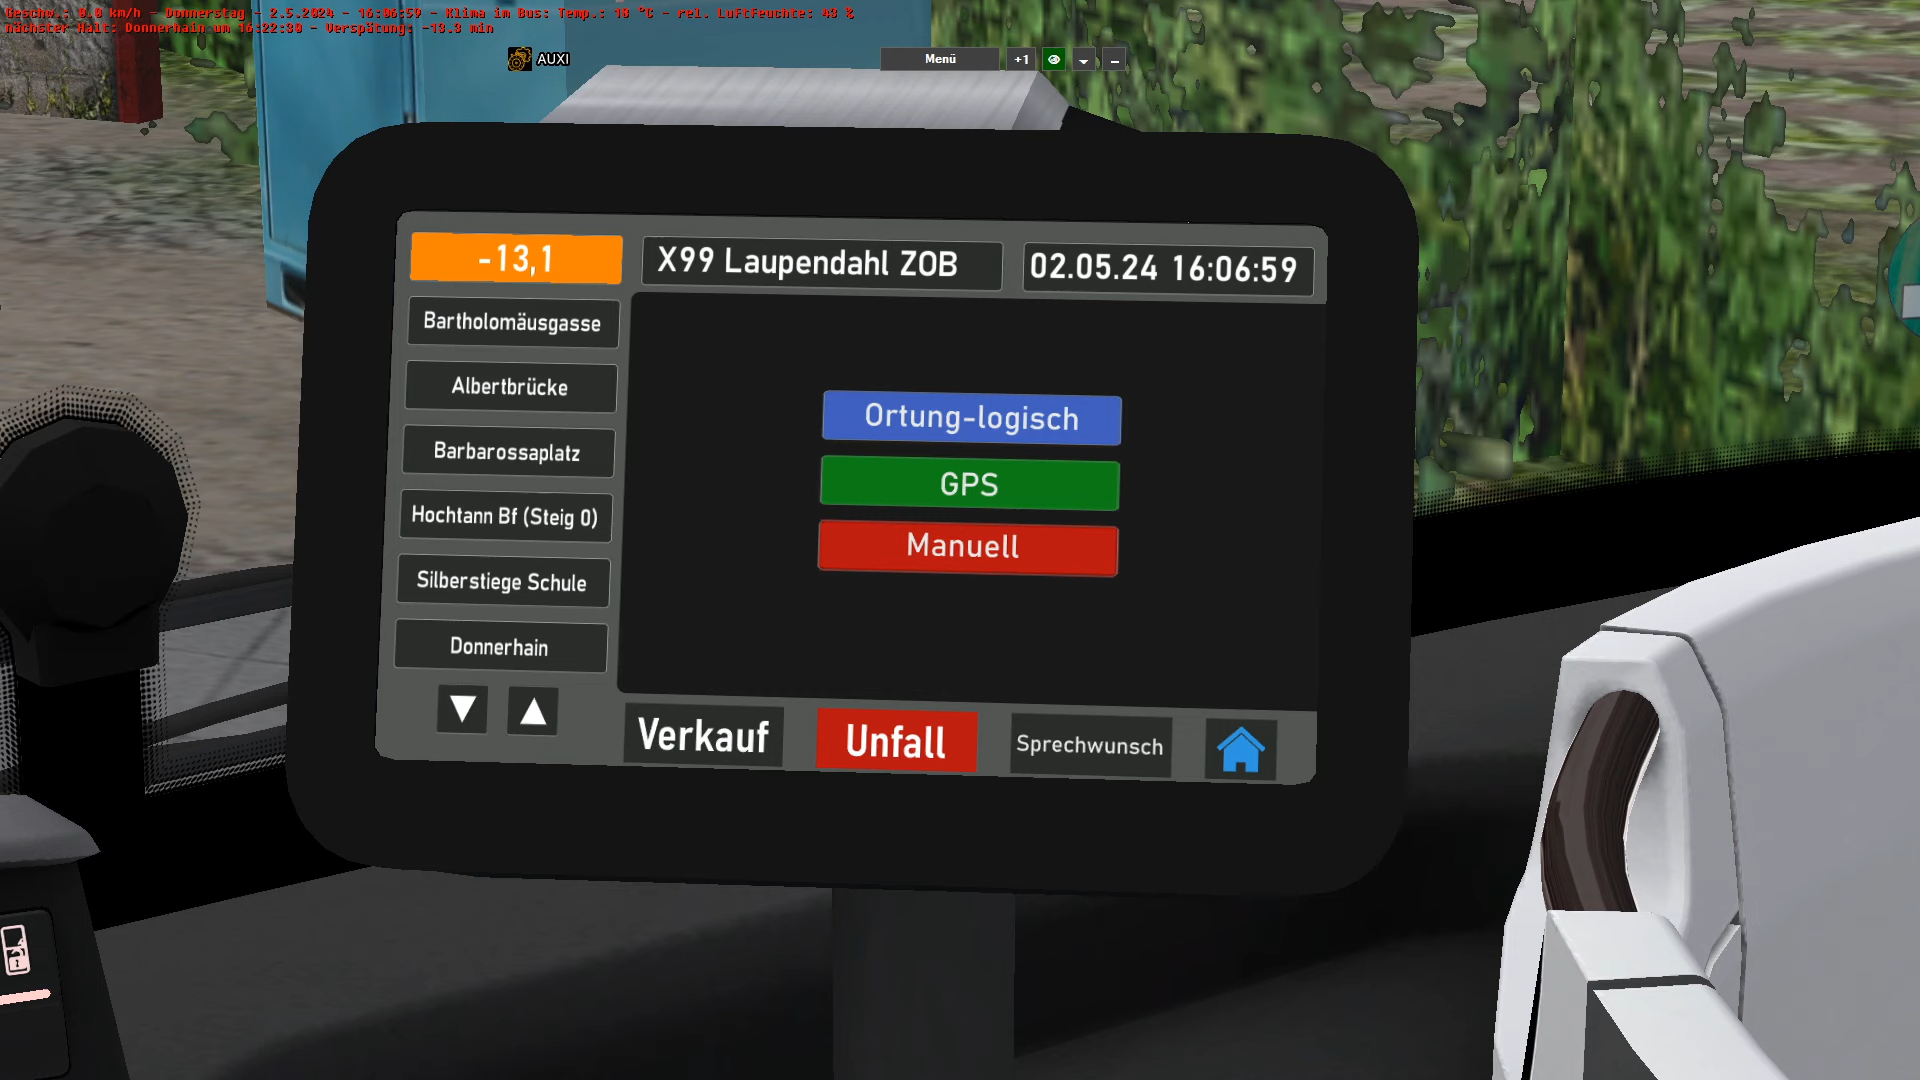 Geschw.: 0.0 km/h - Donnerstag - 2.5.2024 - 16:06:59 - Klima im Bus: Temp.: 18 °C - rel. Luftfeuchte: 43 %
nächster Halt: Donnerhain um 16:22:30 - Verspätung: -13.3 min
AUXI
Menü
+1
-13,1
X99 Laupendahl ZOB
02.05.24 16:06:59
Bartholomäusgasse
Albertbrücke
Barbarossaplatz
Hochtann Bf (Steig 0)
Silberstiege Schule
Donnerhain
Ortung-logisch
GPS
Manuell
Verkauf
Unfall
Sprechwunsch